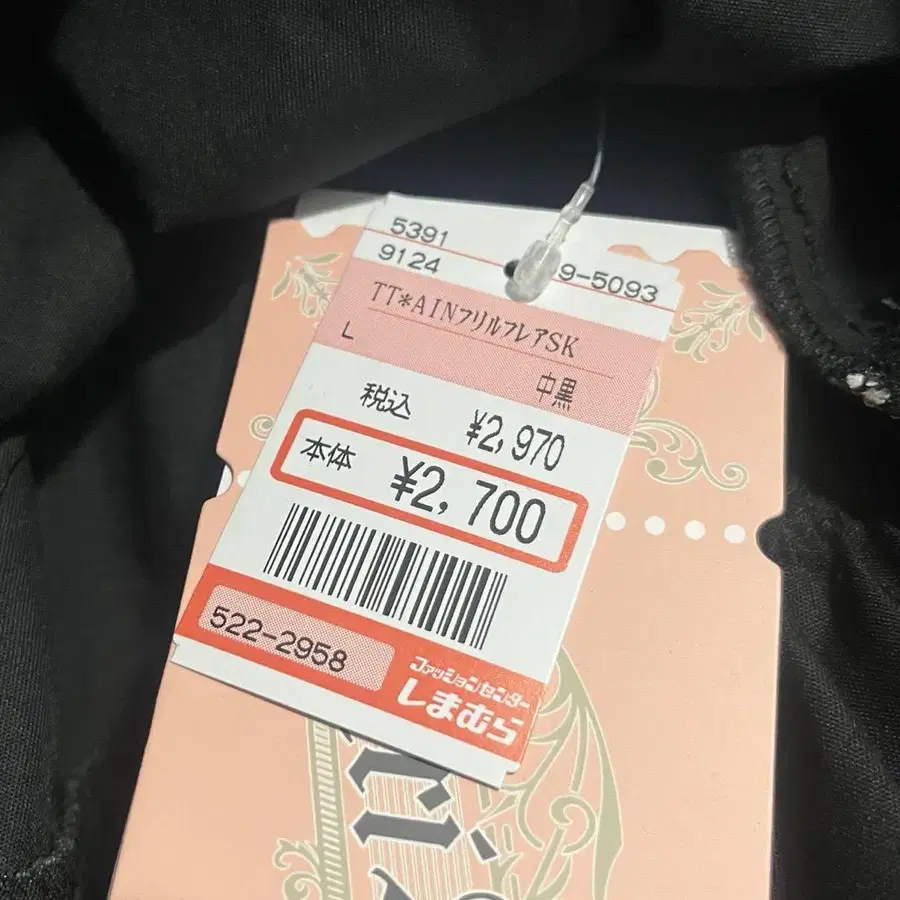 5391
9124
9-5093
TT*AINフリルフレアSK
L
中黒
税込 ¥2,970
本体 ¥2,700
522-2958
ファッションセンター
しまむら